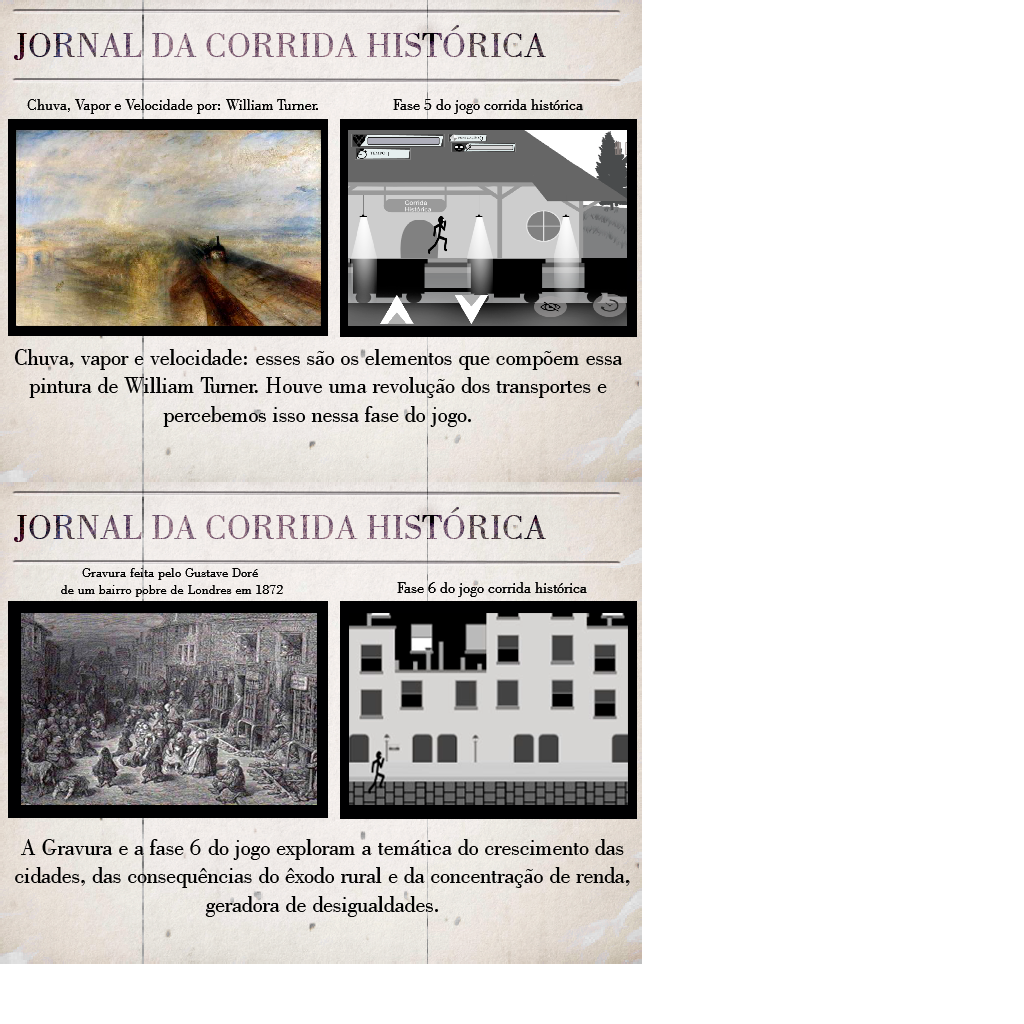 JORNAL DA CORRIDA HISTÓRICA
Chuva, Vapor e Velocidade por: William Turner.
Fase 5 do jogo corrida histórica
Corrida
Histórica
Chuva, vapor e velocidade: esses são os elementos que compõem essa
pintura de William Turner. Houve uma revolução dos transportes e
percebemos isso nessa fase do jogo.
JORNAL DA CORRIDA HISTÓRICA
Gravura feita pelo Gustave Doré
de um bairro pobre de Londres em 1872
Fase 6 do jogo corrida histórica
A Gravura e a fase 6 do jogo exploram a temática do crescimento das
cidades, das consequências do êxodo rural e da concentração de renda,
geradora de desigualdades.